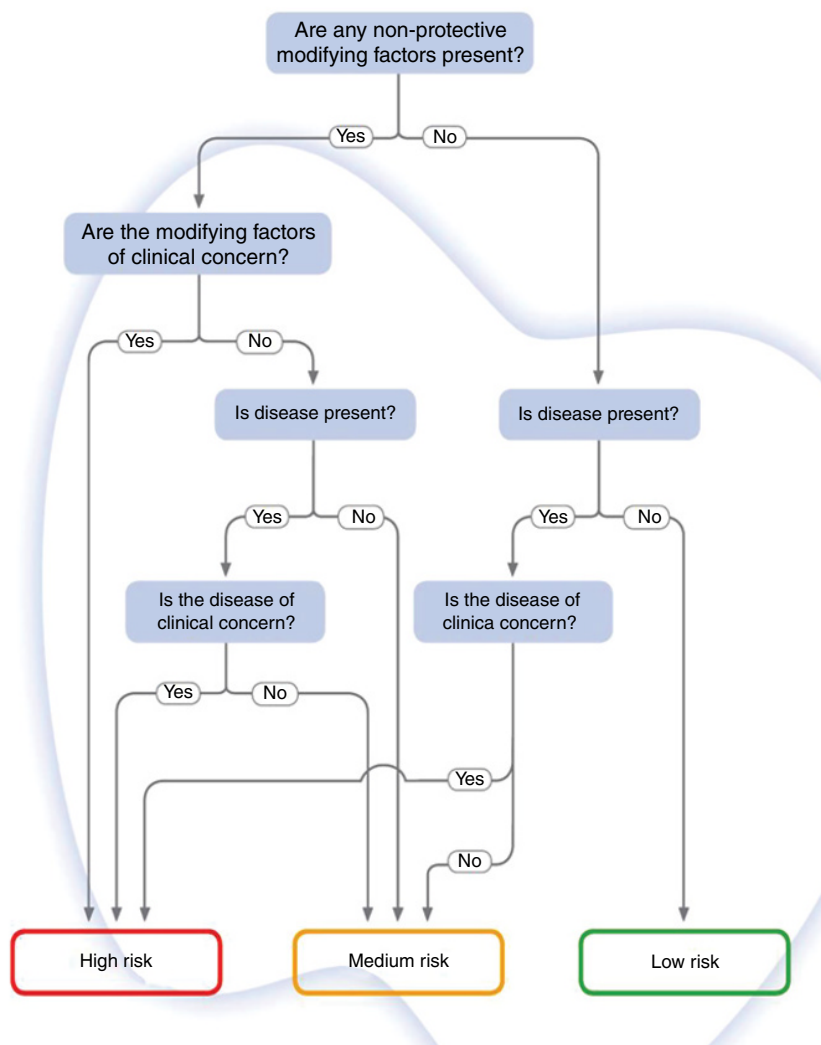 Are any non-protective
modifying factors present?
Yes
No
Are the modifying factors
of clinical concern?
Yes
No
Is disease present?
Is disease present?
Yes
No
Yes
No
Is the disease of
clinical concern?
Is the disease of
clinica concern?
Yes
No
Yes
No
High risk
Medium risk
Low risk